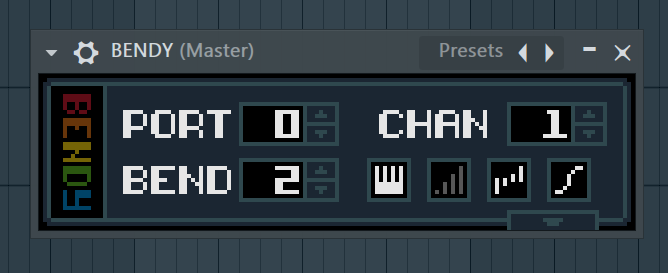 BENDY (Master) Presets
BENDY
PORT 0 CHAN 1
BEND 2